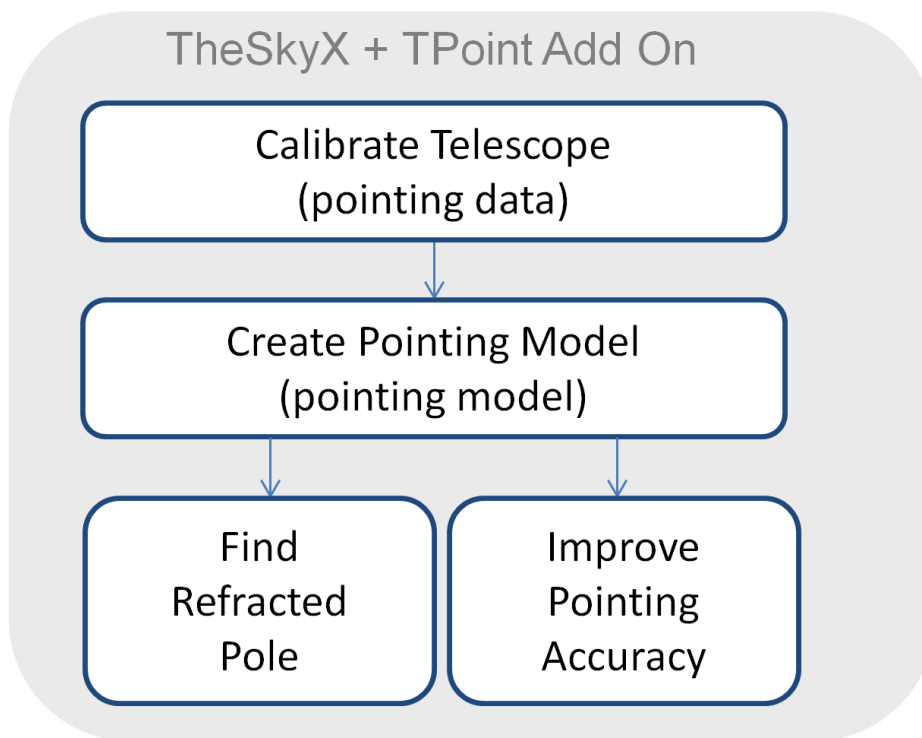 TheSkyX + TPoint Add On
Calibrate Telescope
(pointing data)
Create Pointing Model
(pointing model)
Find
Refracted
Pole
Improve
Pointing
Accuracy